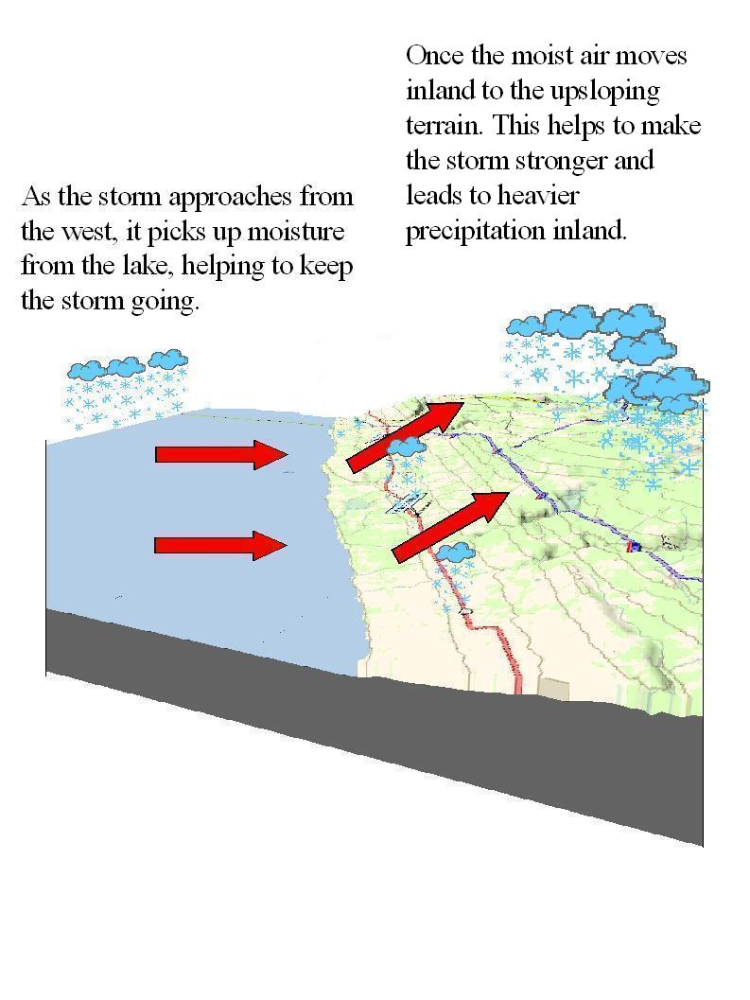 As the storm approaches from
the west, it picks up moisture
from the lake, helping to keep
the storm going.
Once the moist air moves
inland to the upsloping
terrain. This helps to make
the storm stronger and
leads to heavier
precipitation inland.